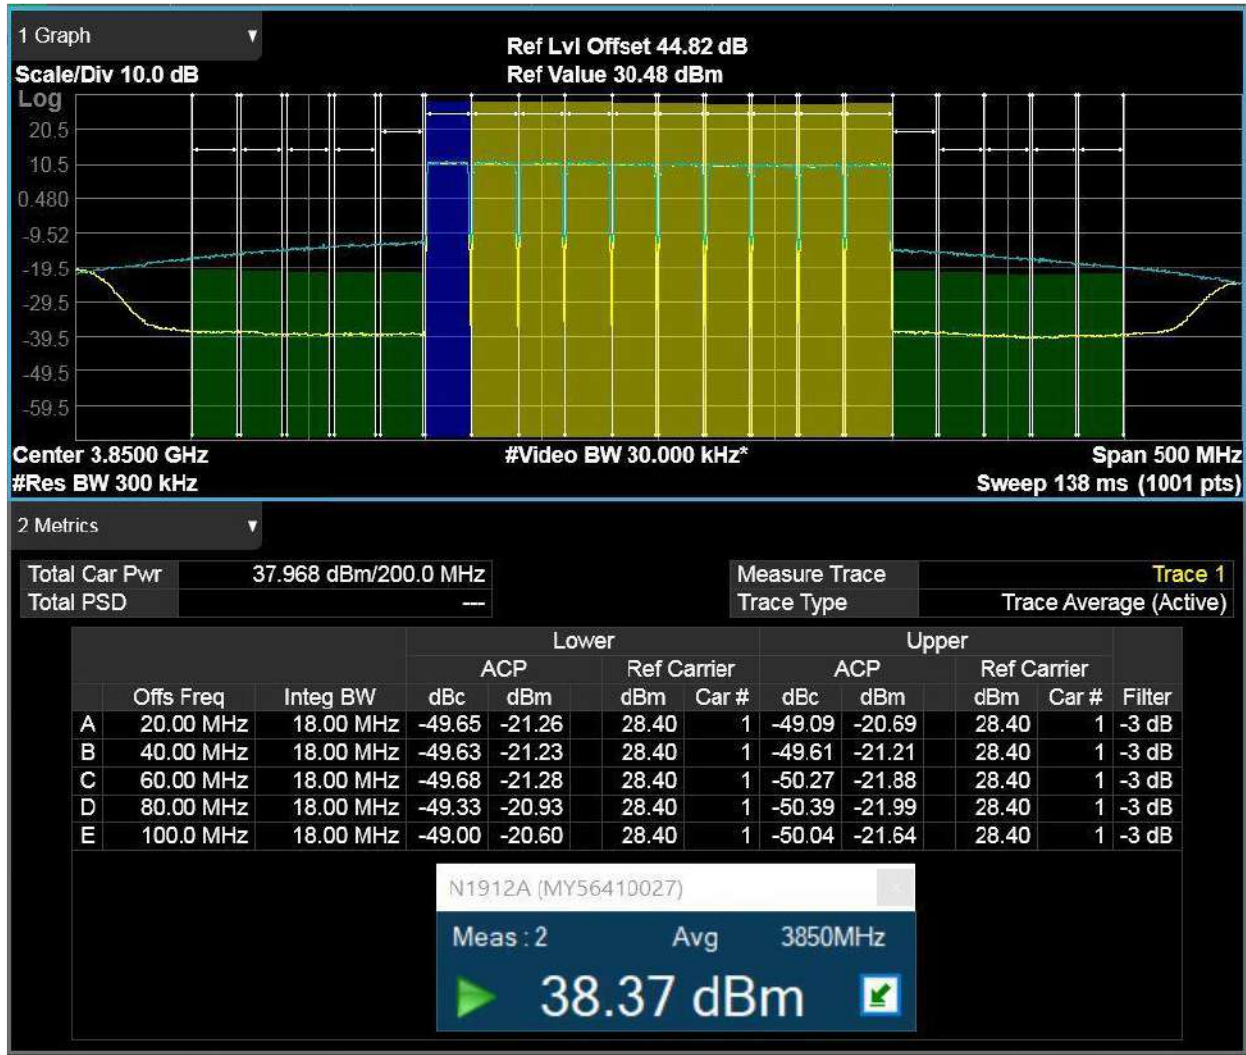 1 Graph ▼
Ref Lvl Offset 44.82 dB
Scale/Div 10.0 dB Ref Value 30.48 dBm
Log
20.5
10.5
0.480
-9.52
-19.5
-29.5
-39.5
-49.5
-59.5
Center 3.8500 GHz #Video BW 30.000 kHz* Span 500 MHz
#Res BW 300 kHz Sweep 138 ms (1001 pts)
2 Metrics ▼
Total Car Pwr 37.968 dBm/200.0 MHz Measure Trace Trace 1
Total PSD --- Trace Type Trace Average (Active)
Lower Upper
ACP Ref Carrier ACP Ref Carrier
Offs Freq Integ BW dBc dBm dBm Car # dBc dBm dBm Car # Filter
A 20.00 MHz 18.00 MHz -49.65 -21.26 28.40 1 -49.09 -20.69 28.40 1 -3 dB
B 40.00 MHz 18.00 MHz -49.63 -21.23 28.40 1 -49.61 -21.21 28.40 1 -3 dB
C 60.00 MHz 18.00 MHz -49.68 -21.28 28.40 1 -50.27 -21.88 28.40 1 -3 dB
D 80.00 MHz 18.00 MHz -49.33 -20.93 28.40 1 -50.39 -21.99 28.40 1 -3 dB
E 100.0 MHz 18.00 MHz -49.00 -20.60 28.40 1 -50.04 -21.64 28.40 1 -3 dB
N1912A (MY56410027)
Meas : 2 Avg 3850MHz
38.37 dBm